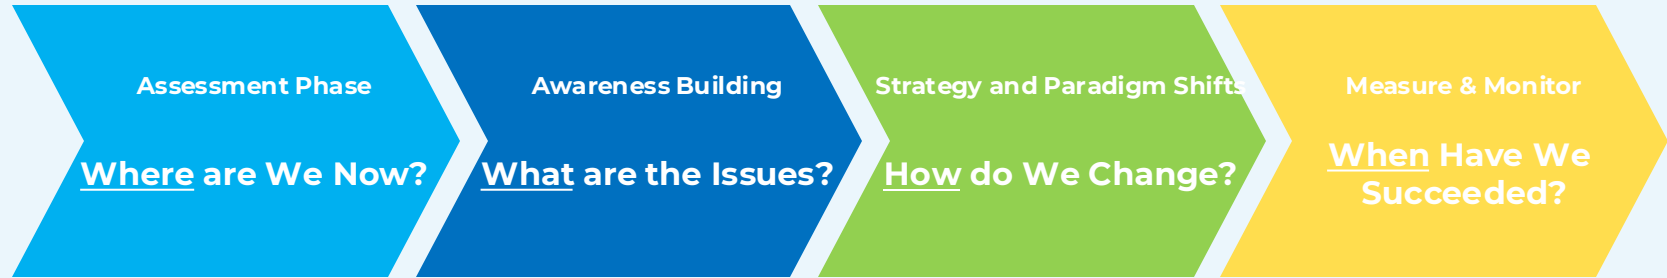 Assessment Phase
Where are We Now?
Awareness Building
What are the Issues?
Strategy and Paradigm Shifts
How do We Change?
Measure & Monitor
When Have We
Succeeded?